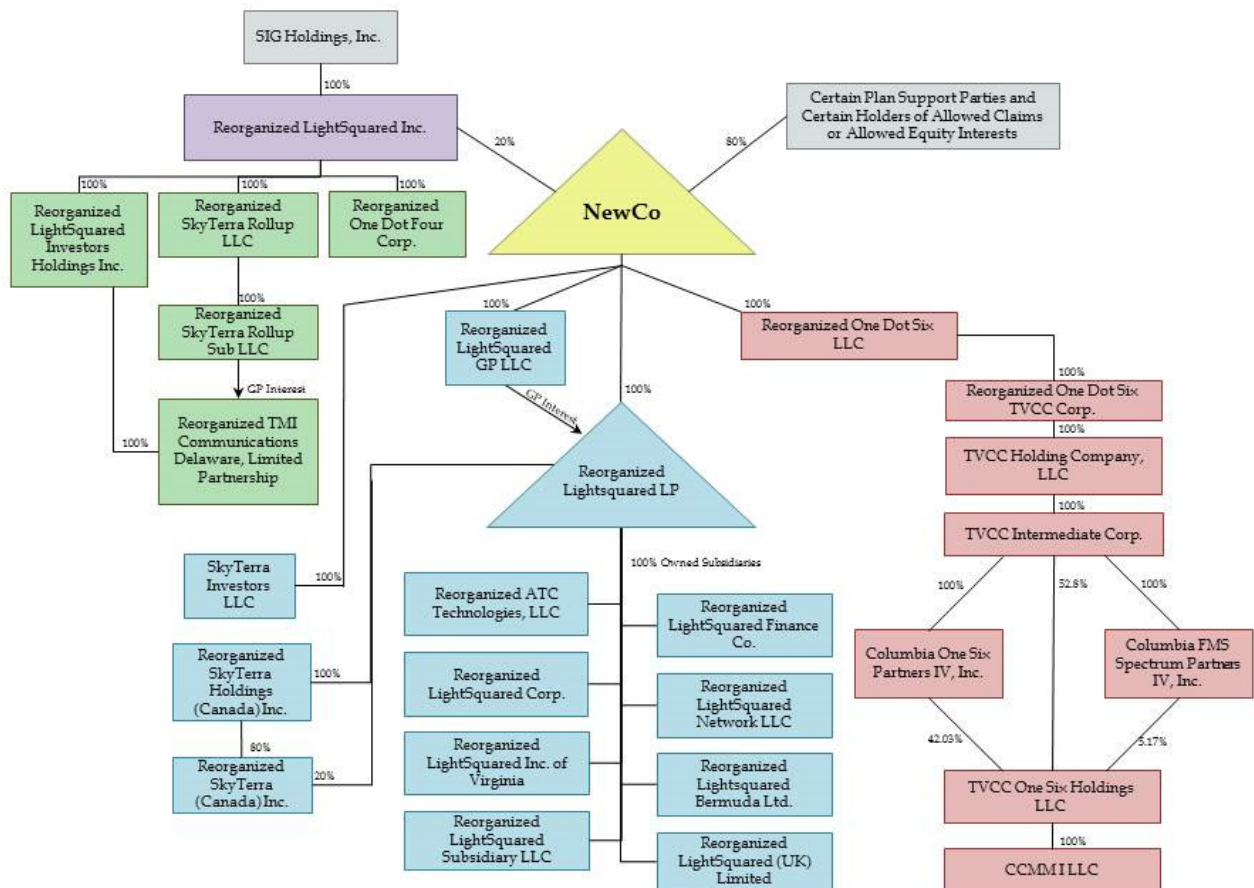 SIG Holdings, Inc.
100%
Reorganized LightSquared Inc.
20%
80%
Certain Plan Support Parties and
Certain Holders of Allowed Claims
or Allowed Equity Interests
NewCo
100%
100%
100%
Reorganized
LightSquared
Investors
Holdings Inc.
Reorganized
SkyTerra Rollup
LLC
Reorganized
One Dot Four
Corp.
100%
Reorganized
SkyTerra Rollup
Sub LLC
GP Interest
100%
Reorganized TMI
Communications
Delaware, Limited
Partnership
100%
Reorganized
LightSquared
GP LLC
GP Interest
100%
Reorganized
Lightsquared LP
100%
Reorganized One Dot Six
LLC
100%
Reorganized One Dot Six
TVCC Corp.
100%
TVCC Holding Company,
LLC
100%
TVCC Intermediate Corp.
100%
52.8%
100%
Columbia One Six
Partners IV, Inc.
Columbia FMS
Spectrum Partners
IV, Inc.
42.03%
5.17%
TVCC One Six Holdings
LLC
100%
CCMM I LLC
SkyTerra
Investors
LLC
100%
Reorganized
SkyTerra
Holdings
(Canada) Inc.
100%
80%
Reorganized
SkyTerra
(Canada) Inc.
20%
100% Owned Subsidiaries
Reorganized ATC
Technologies, LLC
Reorganized
LightSquared Finance
Co.
Reorganized
LightSquared Corp.
Reorganized
LightSquared
Network LLC
Reorganized
LightSquared Inc. of
Virginia
Reorganized
Lightsquared
Bermuda Ltd.
Reorganized
LightSquared
Subsidiary LLC
Reorganized
LightSquared (UK)
Limited